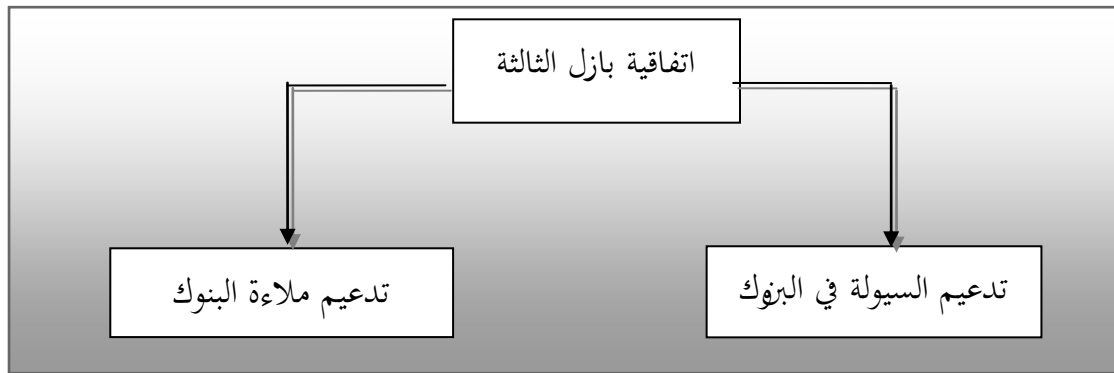 اتفاقية بازل الثالثة
تدعيم السيولة في البنوك
تدعيم ملاءة البنوك